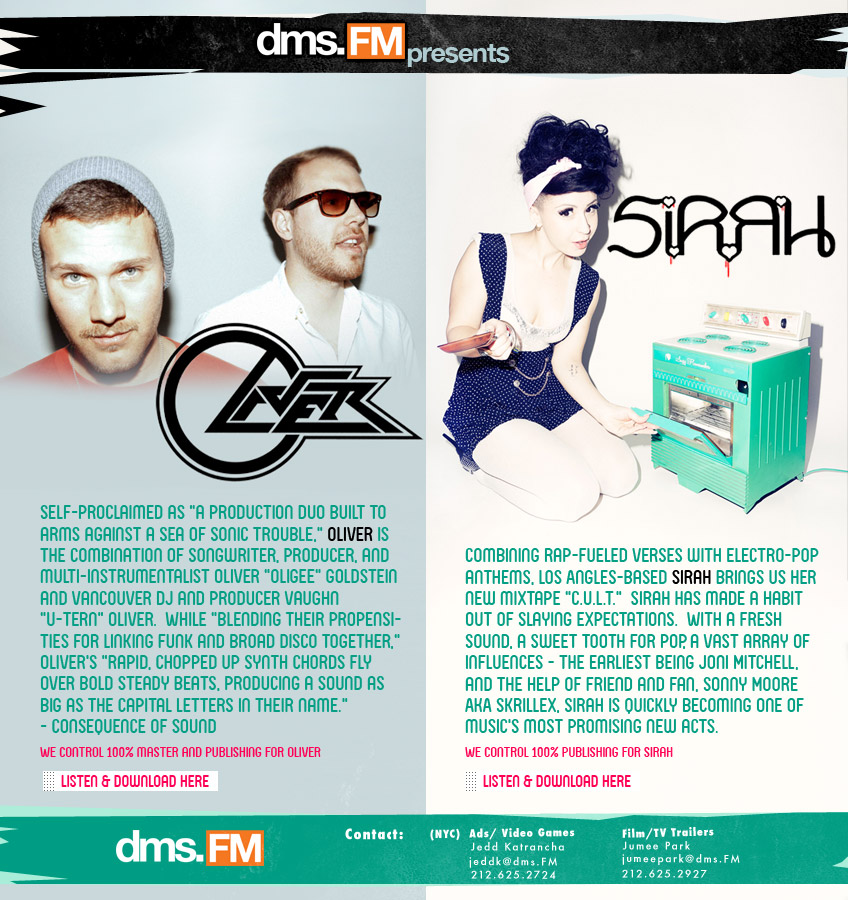 dms.FM presents
OLIVER
SELF-PROCLAIMED AS "A PRODUCTION DUO BUILT TO
ARMS AGAINST A SEA OF SONIC TROUBLE," OLIVER IS
THE COMBINATION OF SONGWRITER, PRODUCER, AND
MULTI-INSTRUMENTALIST OLIVER "OLIGEE" GOLDSTEIN
AND VANCOUVER DJ AND PRODUCER VAUGHN
"U-TERN" OLIVER. WHILE "BLENDING THEIR PROPENSI-
TIES FOR LINKING FUNK AND BROAD DISCO TOGETHER,"
OLIVER'S "RAPID, CHOPPED UP SYNTH CHORDS FLY
OVER BOLD STEADY BEATS, PRODUCING A SOUND AS
BIG AS THE CAPITAL LETTERS IN THEIR NAME."
- CONSEQUENCE OF SOUND
WE CONTROL 100% MASTER AND PUBLISHING FOR OLIVER
LISTEN & DOWNLOAD HERE
SIRAH
COMBINING RAP-FUELED VERSES WITH ELECTRO-POP
ANTHEMS, LOS ANGLES-BASED SIRAH BRINGS US HER
NEW MIXTAPE "C.U.L.T." SIRAH HAS MADE A HABIT
OUT OF SLAYING EXPECTATIONS. WITH A FRESH
SOUND, A SWEET TOOTH FOR POP, A VAST ARRAY OF
INFLUENCES - THE EARLIEST BEING JONI MITCHELL,
AND THE HELP OF FRIEND AND FAN, SONNY MOORE
AKA SKRILLEX, SIRAH IS QUICKLY BECOMING ONE OF
MUSIC'S MOST PROMISING NEW ACTS.
WE CONTROL 100% PUBLISHING FOR SIRAH
LISTEN & DOWNLOAD HERE
dms.FM
Contact:
(NYC) Ads/ Video Games
Jedd Katrancha
jeddk@dms.FM
212.625.2724
Film/TV Trailers
Jumee Park
jumeepark@dms.FM
212.625.2927